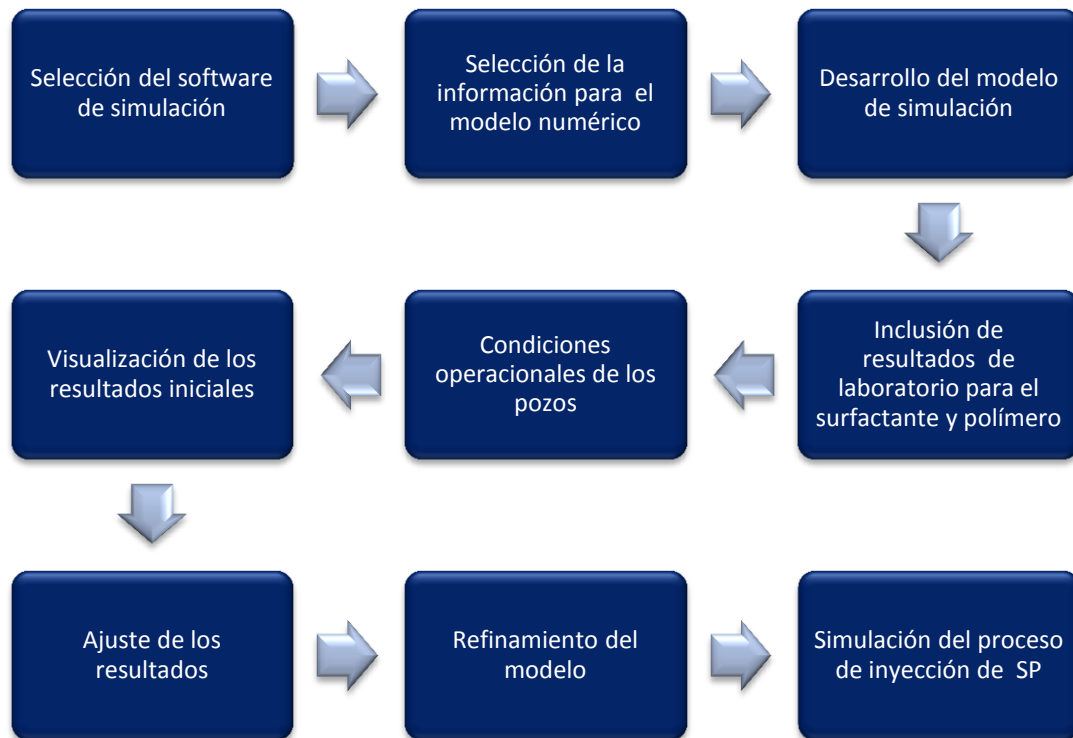 Selección del software
de simulación
Selección de la
información para el
modelo numérico
Desarrollo del modelo
de simulación
Inclusión de
resultados de
laboratorio para el
surfactante y polímero
Condiciones
operacionales de los
pozos
Visualización de los
resultados iniciales
Ajuste de los
resultados
Refinamiento del
modelo
Simulación del proceso
de inyección de SP